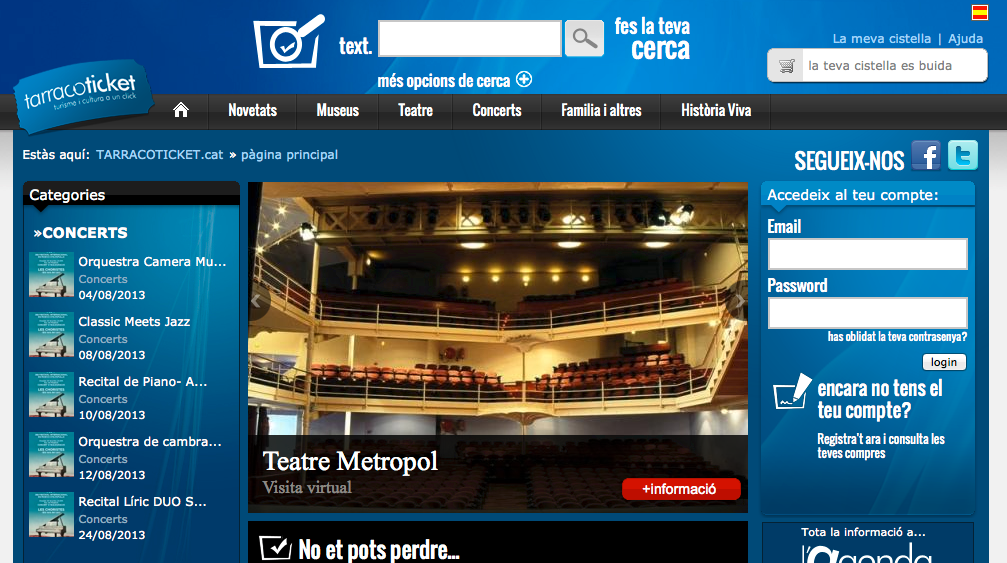 text.
fes la teva
cerca
més opcions de cerca
La meva cistella | Ajuda
la teva cistella es buida
tarracoticket
turisme i cultura a un click
Novetats
Museus
Teatre
Concerts
Familia i altres
Història Viva
Estàs aquí: TARRACOTICKET.cat » pàgina principal
SEGUEIX-NOS
Categories
»CONCERTS
Orquestra Camera Mu...
Concerts
04/08/2013
Classic Meets Jazz
Concerts
08/08/2013
Recital de Piano- A...
Concerts
10/08/2013
Orquestra de cambra...
Concerts
12/08/2013
Recital Líric DUO S...
Concerts
24/08/2013
Teatre Metropol
Visita virtual
+informació
No et pots perdre...
Accedeix al teu compte:
Email
Password
has oblidat la teva contrasenya?
login
encara no tens el
teu compte?
Registra't ara i consulta les
teves compres
Tota la informació a...
l'agenda